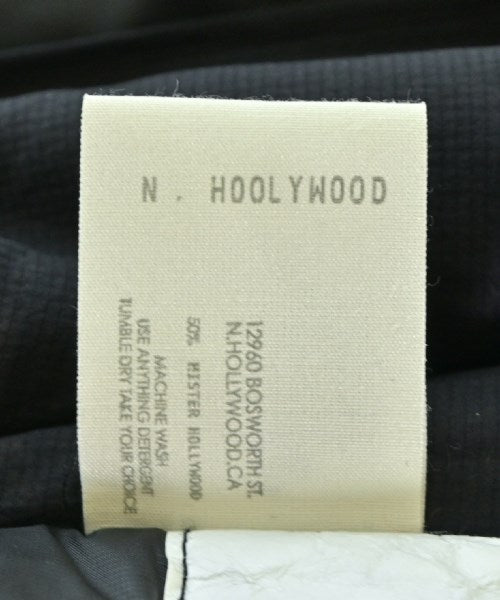 N. HOOLYWOOD
12960 BOSWORTH ST.
N.HOLLYWOOD.CA
50% MISTER HOLLYWOOD
MACHINE WASH
USE ANYTHING DETERGENT
TUMBLE DRY TAKE YOUR CHOICE